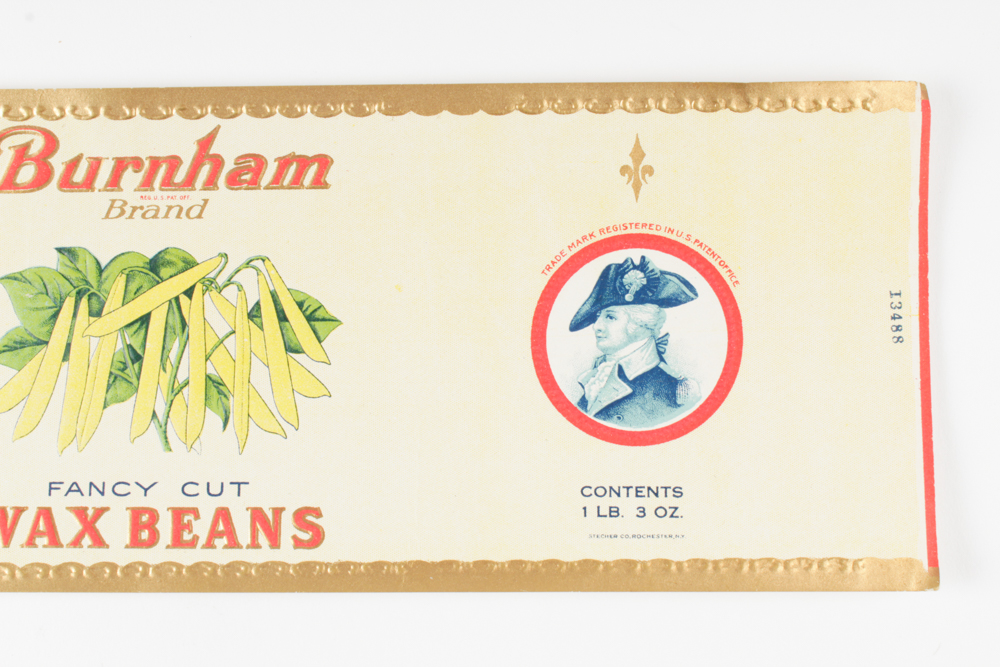 Burnham
REG U.S. PAT. OFF.
Brand
FANCY CUT
WAX BEANS
TRADE MARK REGISTERED IN U.S. PATENT OFFICE
CONTENTS
1 LB. 3 OZ.
STECHER CO. ROCHESTER, N.Y.
13488